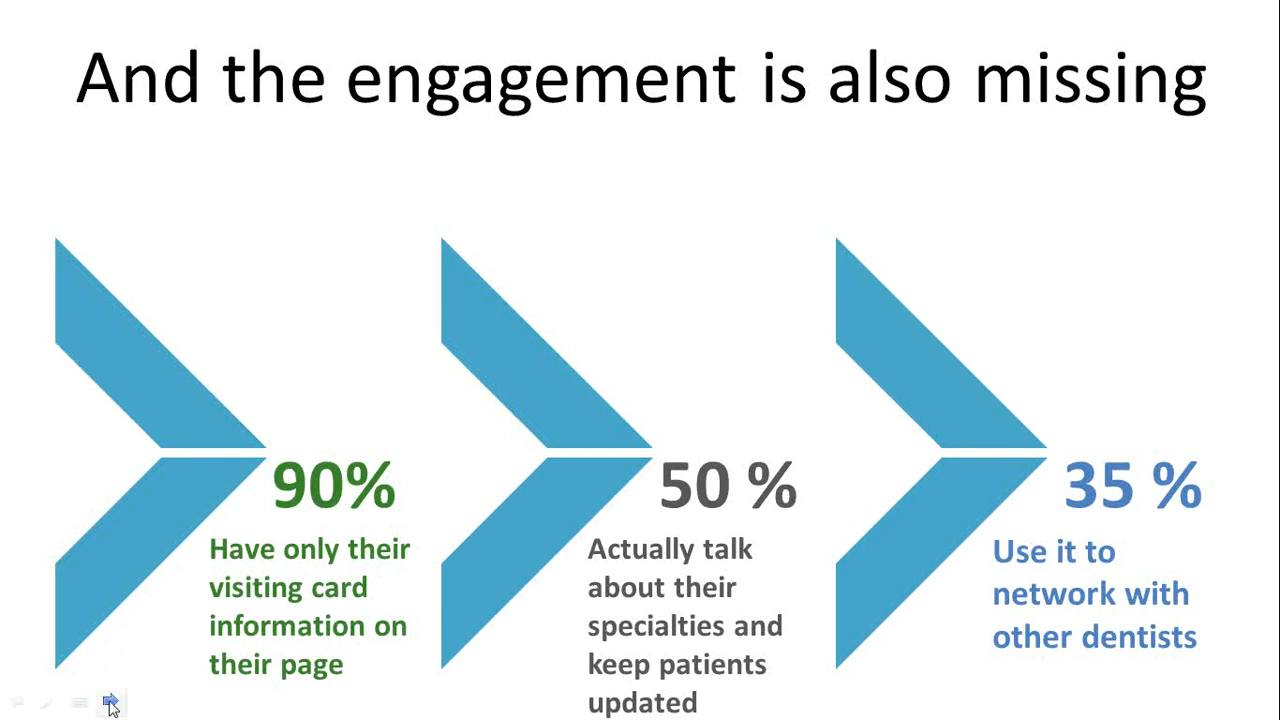 And the engagement is also missing
90%
Have only their
visiting card
information on
their page
50 %
Actually talk
about their
specialties and
keep patients
updated
35 %
Use it to
network with
other dentists